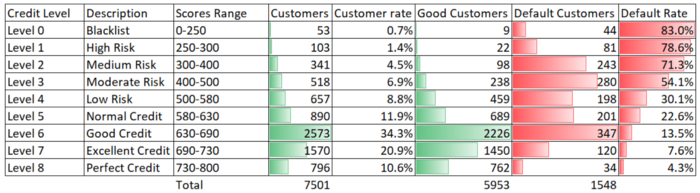 Credit Level Description Scores Range Customers Customer rate Good Customers Default Customers Default Rate
Level 0 Blacklist 0-250 53 0.7% 9 44 83.0%
Level 1 High Risk 250-300 103 1.4% 22 81 78.6%
Level 2 Medium Risk 300-400 341 4.5% 98 243 71.3%
Level 3 Moderate Risk 400-500 518 6.9% 238 280 54.1%
Level 4 Low Risk 500-580 657 8.8% 459 198 30.1%
Level 5 Normal Credit 580-630 890 11.9% 689 201 22.6%
Level 6 Good Credit 630-690 2573 34.3% 2226 347 13.5%
Level 7 Excellent Credit 690-730 1570 20.9% 1450 120 7.6%
Level 8 Perfect Credit 730-800 796 10.6% 762 34 4.3%
Total 7501 5953 1548